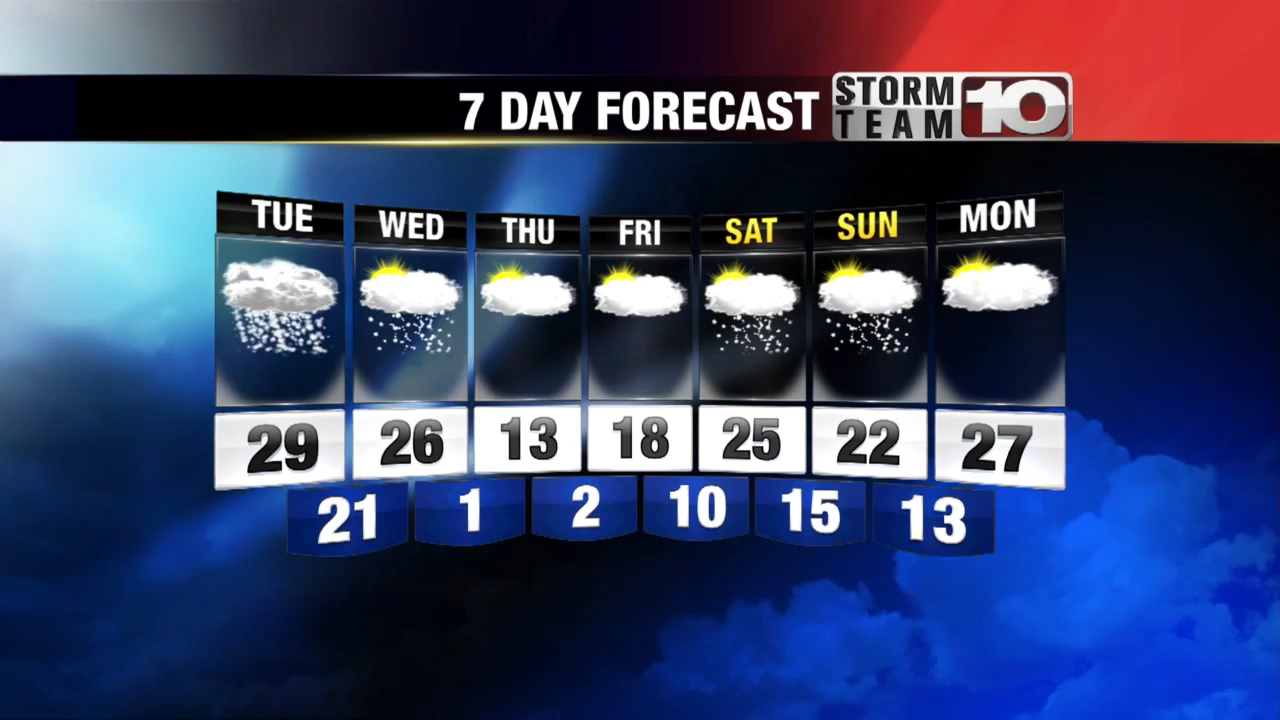 7 DAY FORECAST
STORM TEAM 10
TUE WED THU FRI SAT SUN MON
29 26 13 18 25 22 27
21 1 2 10 15 13